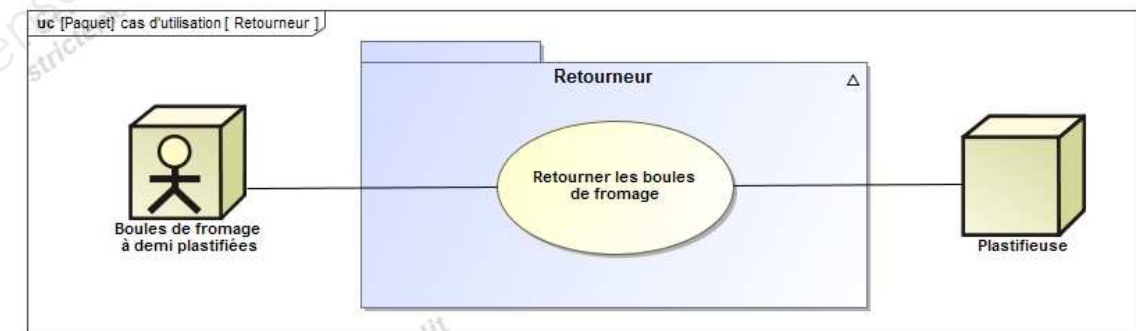 uc [Paquet] cas d'utilisation [ Retourneur ]
Retourneur
Retourner les boules
de fromage
Boules de fromage
à demi plastifiées
Plastifieuse